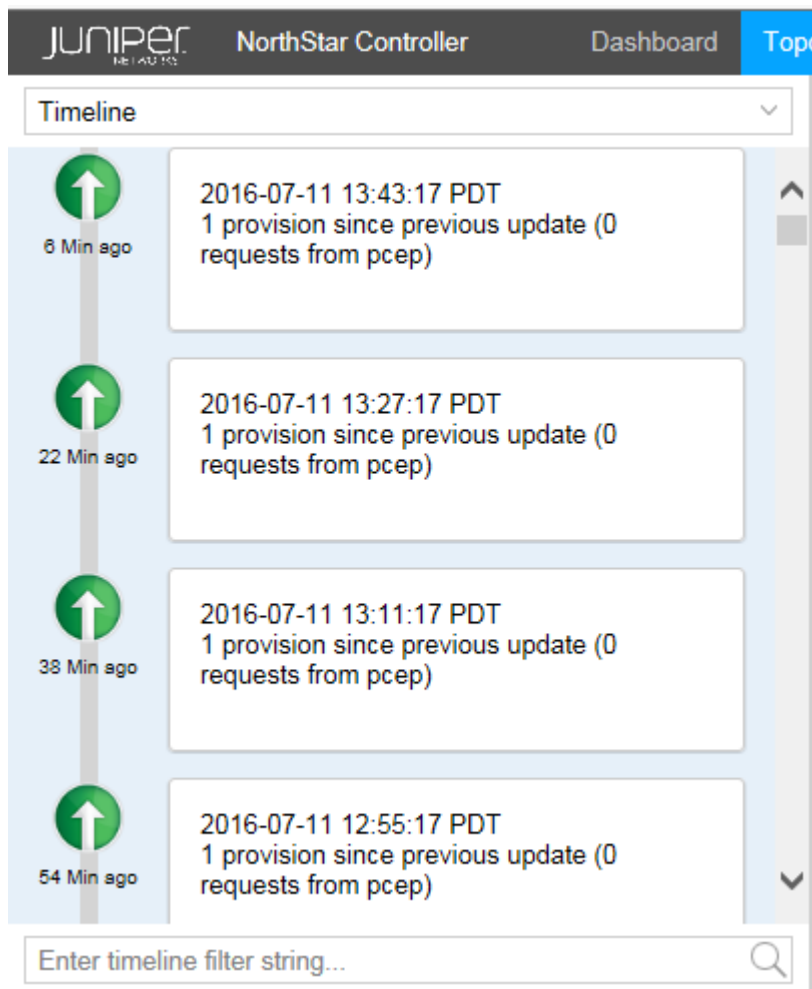 JUNIPER NETWORKS NorthStar Controller Dashboard Topo
Timeline
2016-07-11 13:43:17 PDT
1 provision since previous update (0
requests from pcep)
6 Min ago
2016-07-11 13:27:17 PDT
1 provision since previous update (0
requests from pcep)
22 Min ago
2016-07-11 13:11:17 PDT
1 provision since previous update (0
requests from pcep)
38 Min ago
2016-07-11 12:55:17 PDT
1 provision since previous update (0
requests from pcep)
54 Min ago
Enter timeline filter string...